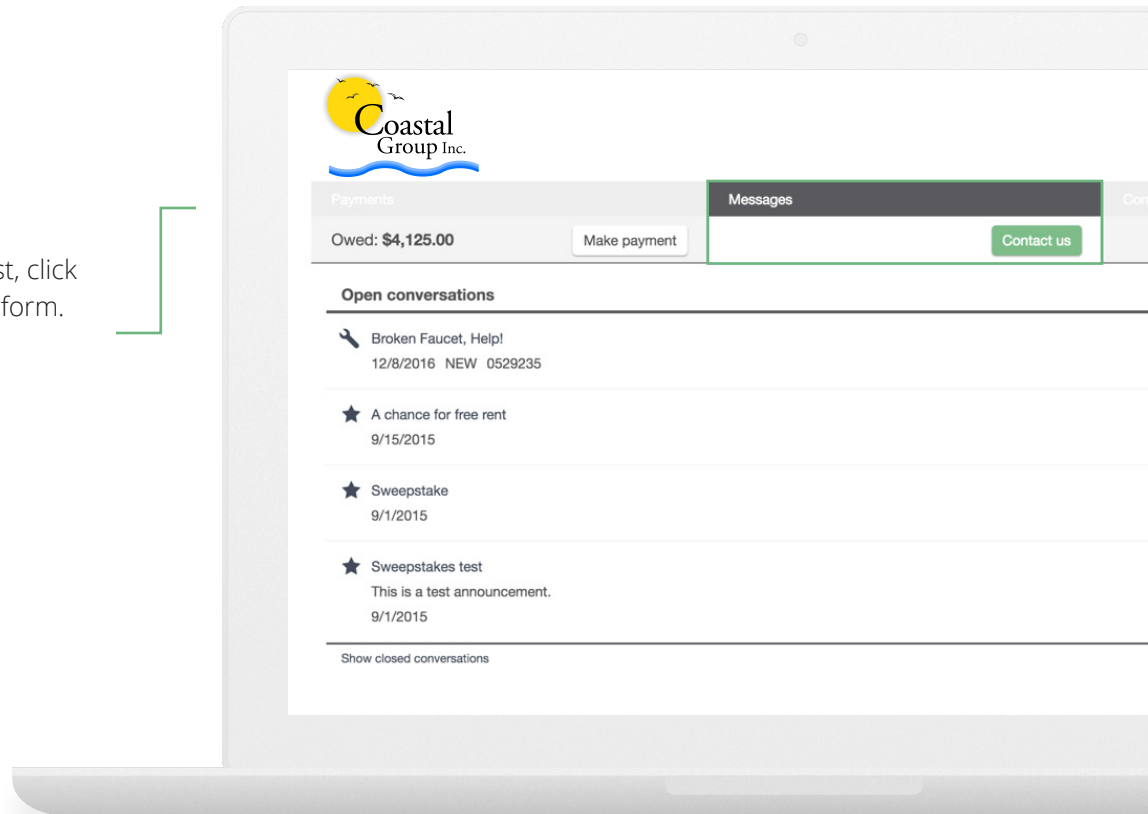 Coastal
Group Inc.
st, click
form.
Payments
Messages
Con
Owed: $4,125.00
Make payment
Contact us
Open conversations
Broken Faucet, Help!
12/8/2016 NEW 0529235
A chance for free rent
9/15/2015
Sweepstake
9/1/2015
Sweepstakes test
This is a test announcement.
9/1/2015
Show closed conversations